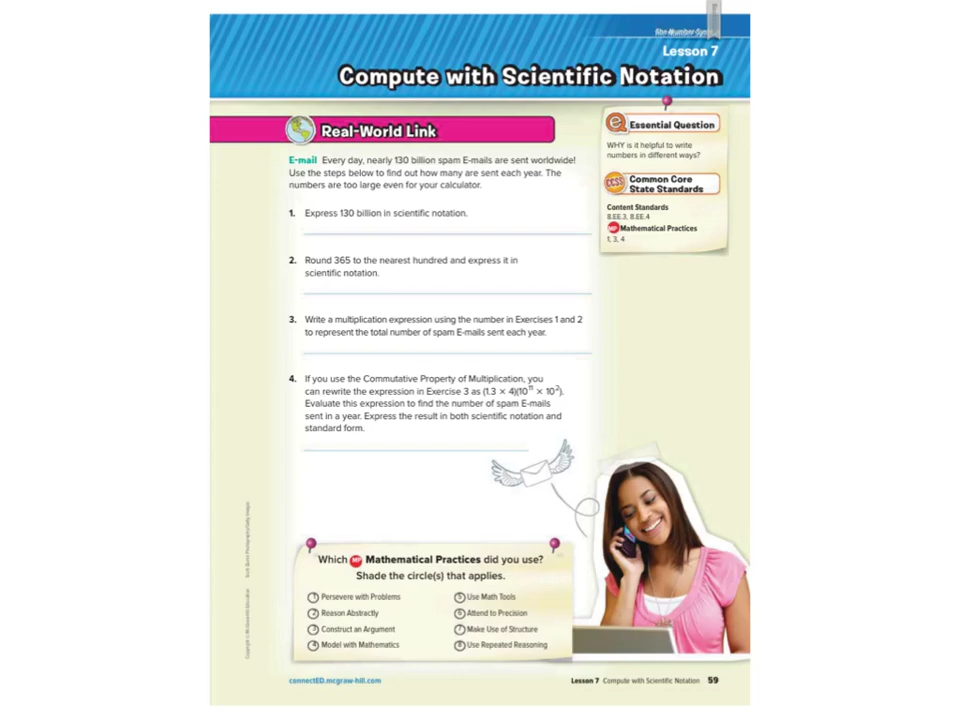 The Number System
Lesson 7
Compute with Scientific Notation
Real-World Link
E-mail Every day, nearly 130 billion spam E-mails are sent worldwide!
Use the steps below to find out how many are sent each year. The
numbers are too large even for your calculator.
1. Express 130 billion in scientific notation.
2. Round 365 to the nearest hundred and express it in
scientific notation.
3. Write a multiplication expression using the number in Exercises 1 and 2
to represent the total number of spam E-mails sent each year.
4. If you use the Commutative Property of Multiplication, you
can rewrite the expression in Exercise 3 as (1.3 × 4)(10¹¹ × 10²).
Evaluate this expression to find the number of spam E-mails
sent in a year. Express the result in both scientific notation and
standard form.
e Essential Question
WHY is it helpful to write
numbers in different ways?
CCSS Common Core
State Standards
Content Standards
8.EE.3, 8.EE.4
MP Mathematical Practices
1, 3, 4
Which MP Mathematical Practices did you use?
Shade the circle(s) that applies.
1 Persevere with Problems
2 Reason Abstractly
3 Construct an Argument
4 Model with Mathematics
5 Use Math Tools
6 Attend to Precision
7 Make Use of Structure
8 Use Repeated Reasoning
connectED.mcgraw-hill.com
Lesson 7 Compute with Scientific Notation 59